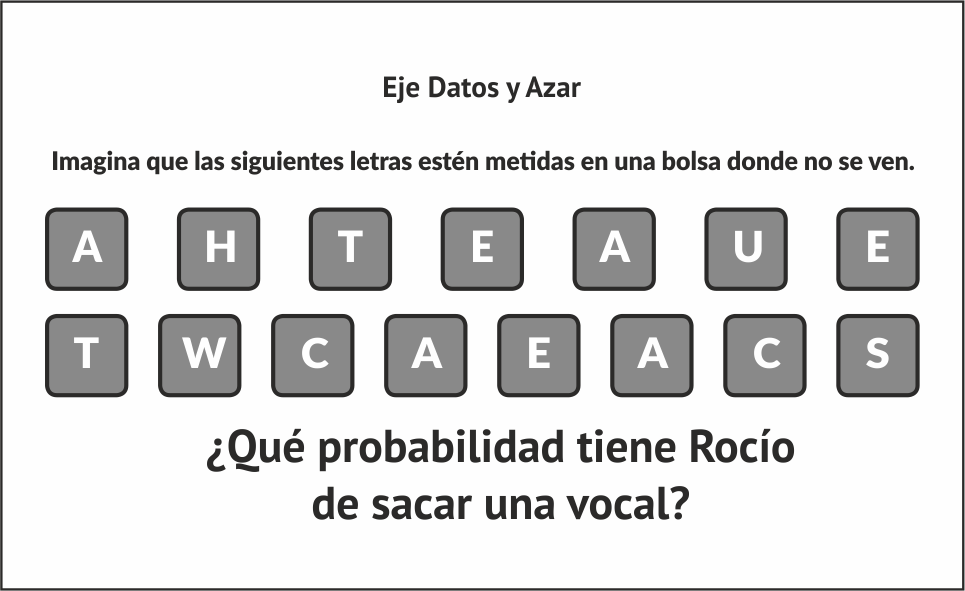 Eje Datos y Azar
Imagina que las siguientes letras estén metidas en una bolsa donde no se ven.
A H T E A U E
T W C A E A C S
¿Qué probabilidad tiene Rocío
de sacar una vocal?